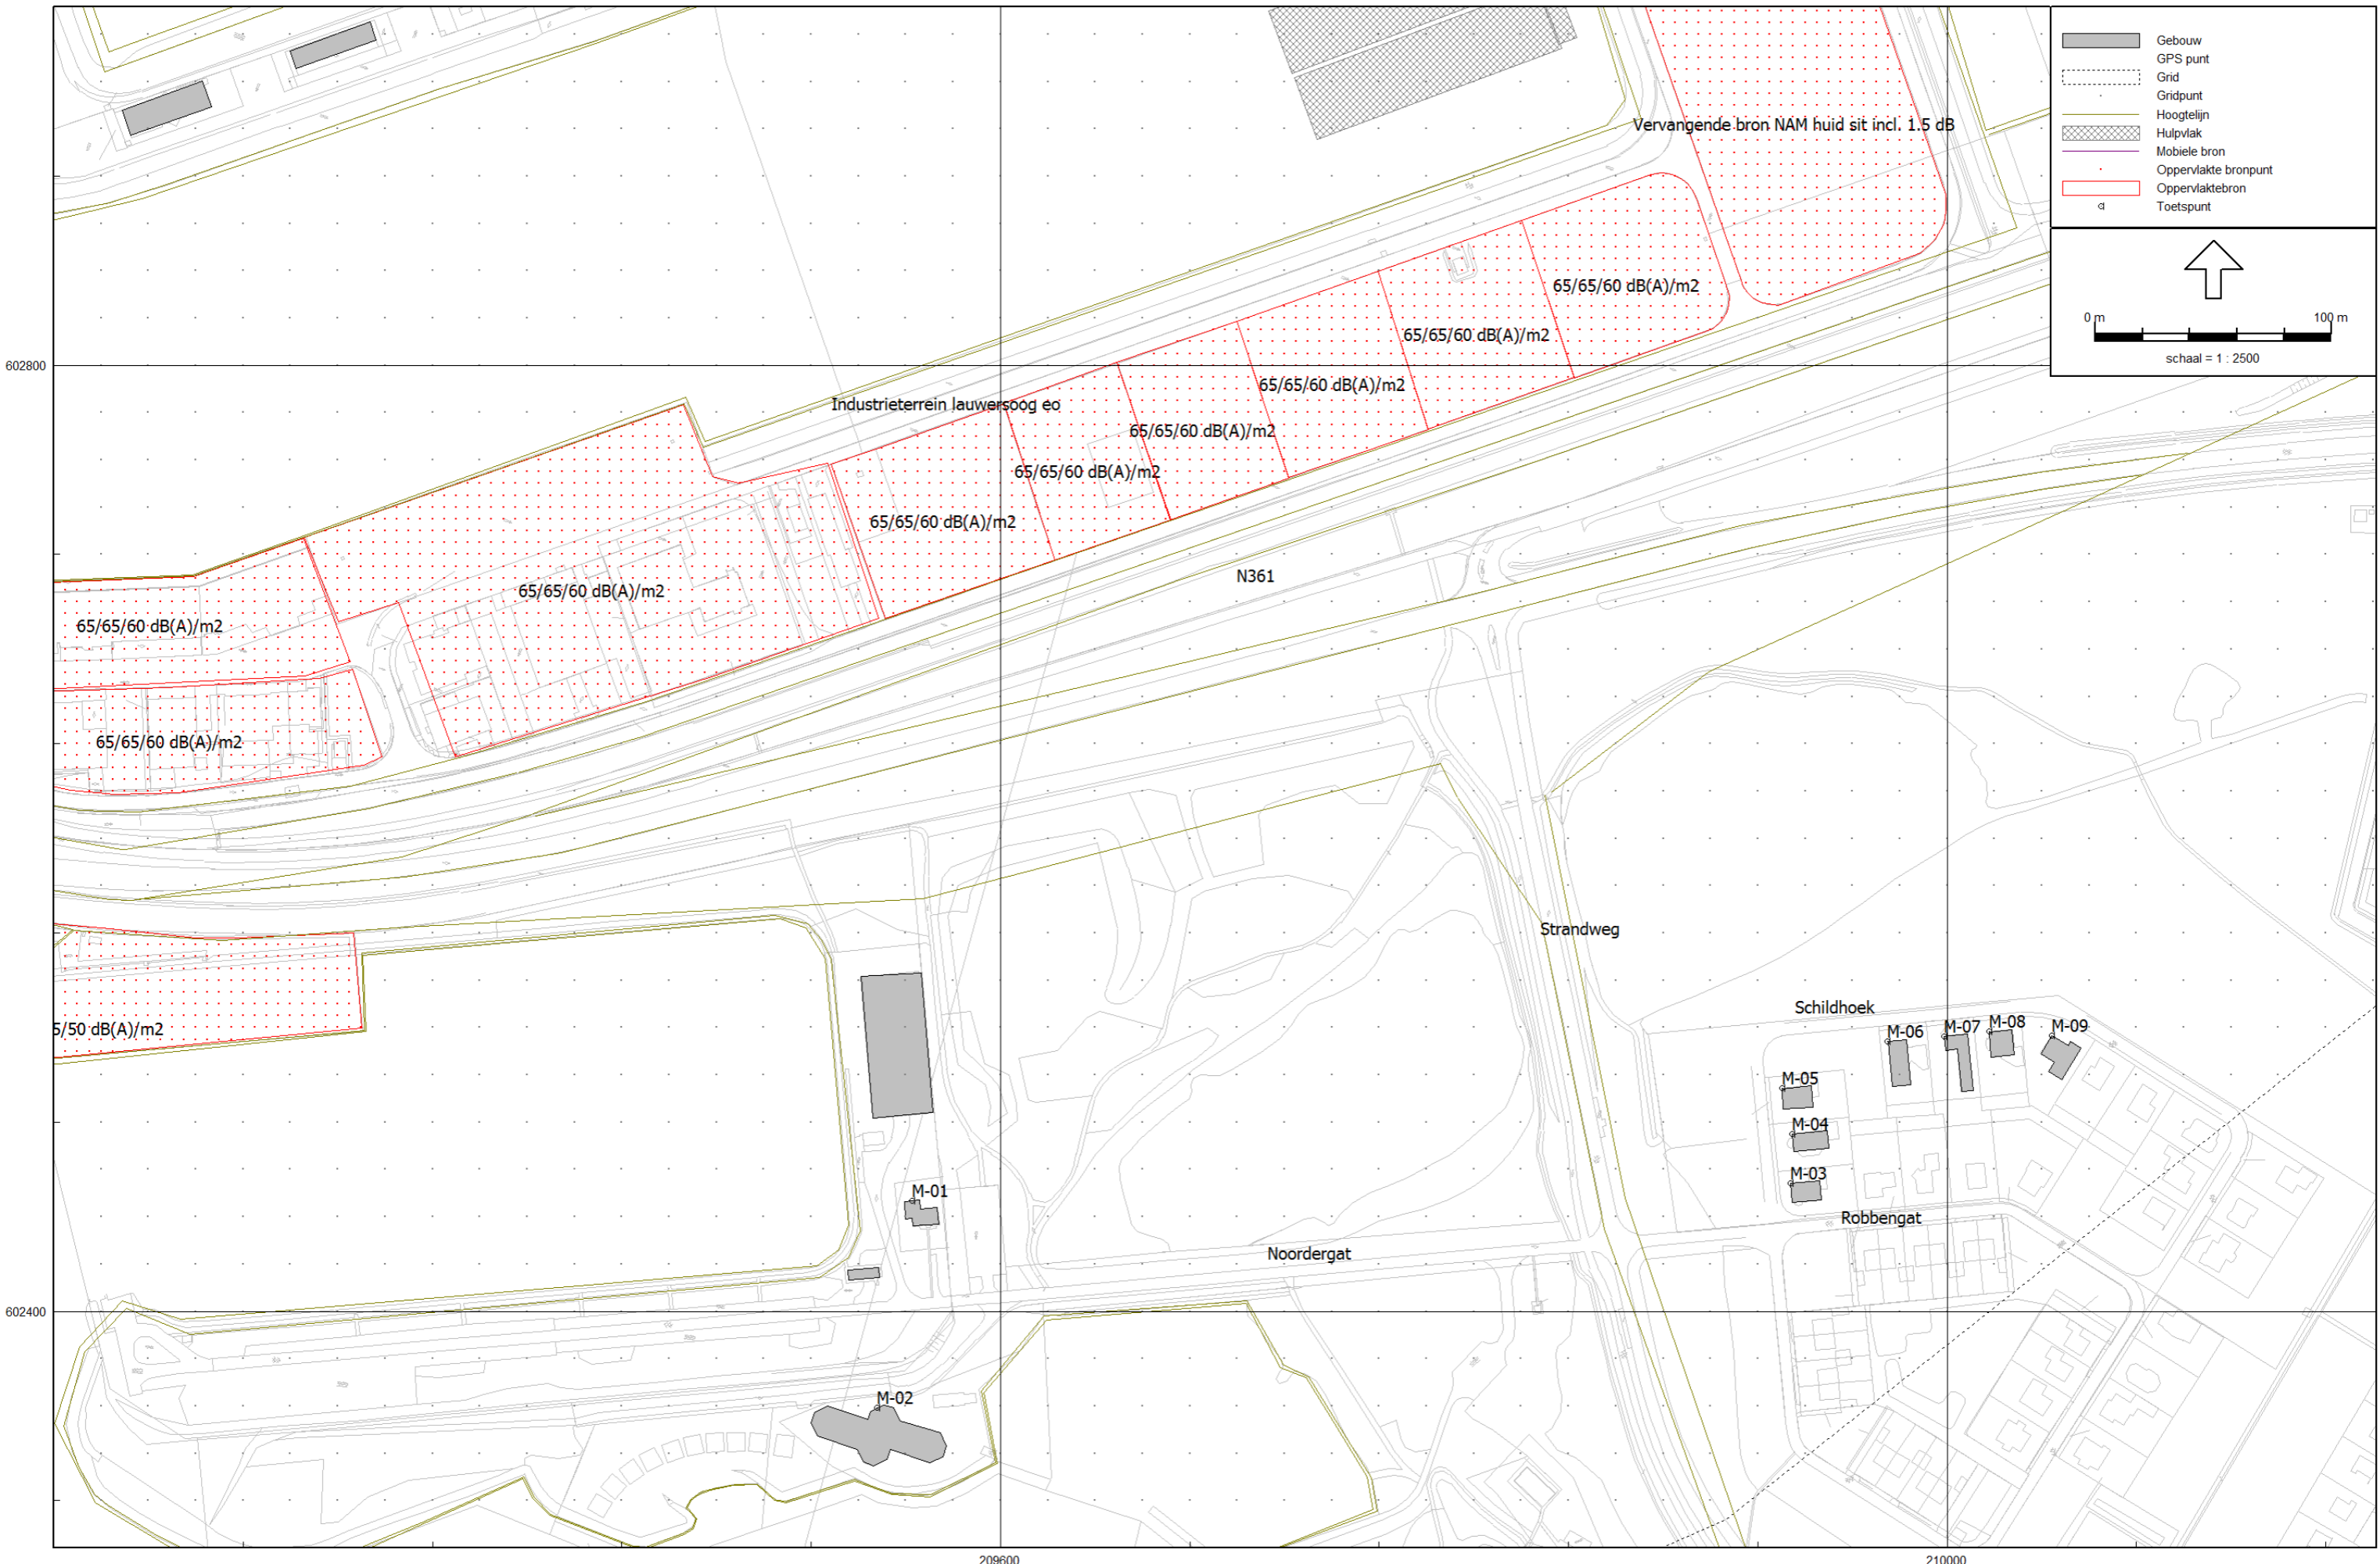 Gebouw
GPS punt
Grid
Gridpunt
Hoogtelijn
Hulpvlak
Mobiele bron
Oppervlakte bronpunt
Oppervlaktebron
Toetspunt
0 m
100 m
schaal = 1 : 2500
Vervangende bron NAM huid sit incl. 1.5 dB
65/65/60 dB(A)/m2
65/65/60 dB(A)/m2
602800
65/65/60 dB(A)/m2
Industrieterrein lauwersoog eo
65/65/60 dB(A)/m2
65/65/60 dB(A)/m2
65/65/60 dB(A)/m2
N361
65/65/60 dB(A)/m2
65/65/60 dB(A)/m2
65/65/60 dB(A)/m2
Strandweg
Schildhoek
5/50 dB(A)/m2
M-06
M-07
M-08
M-09
M-05
M-04
M-03
M-01
Robbengat
Noordergat
602400
M-02
209600
210000